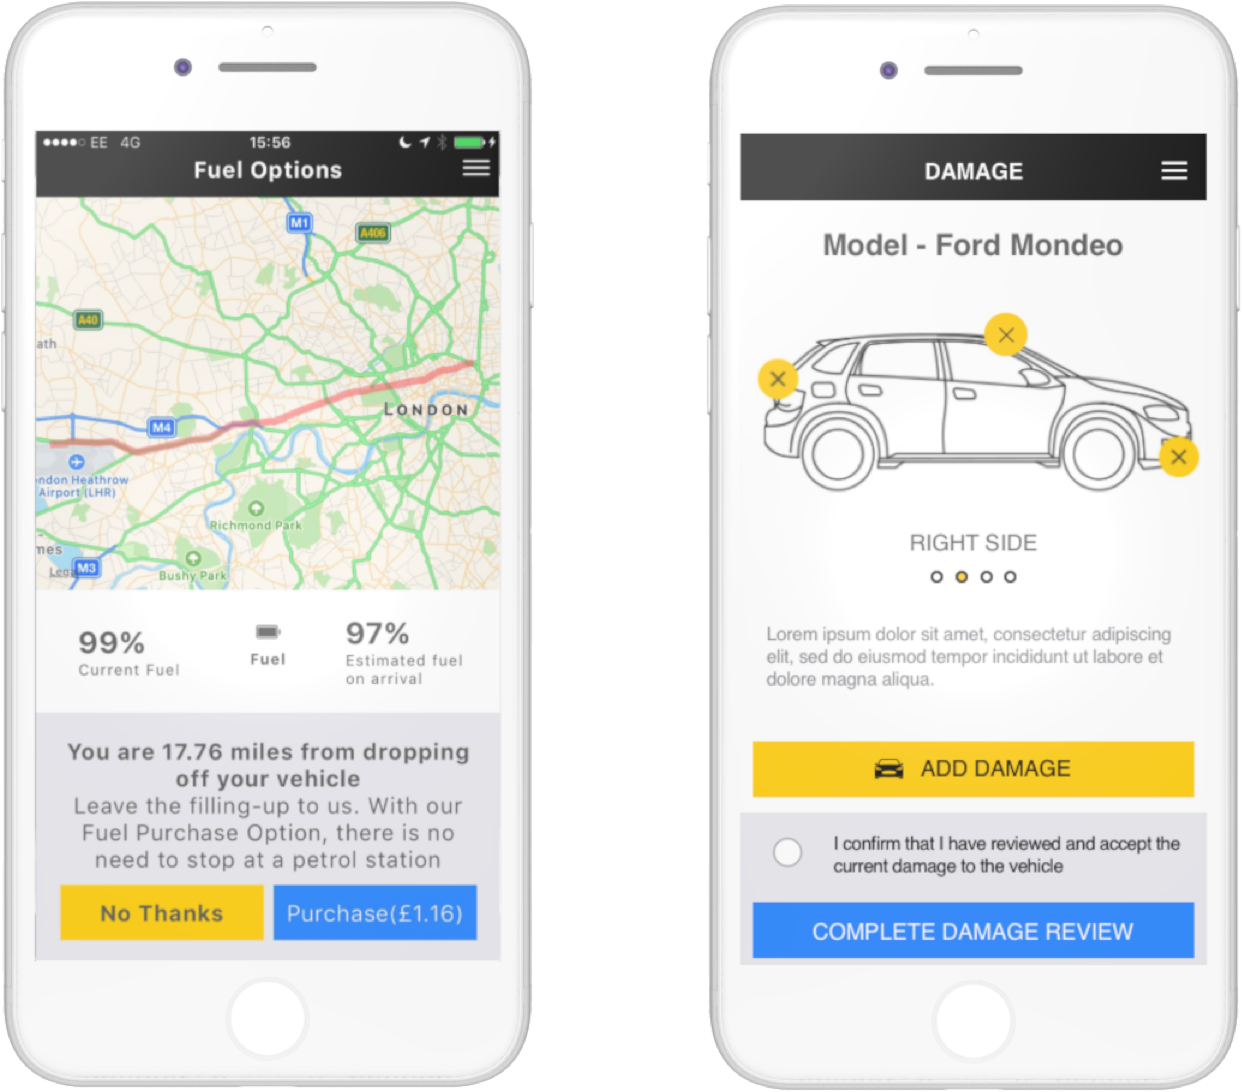 EE 4G
15:56
Fuel Options
M1
A406
A40
ath
LONDON
M4
ndon Heathrow
Airport (LHR)
Richmond Park
mes
Legal
M3
Bushy Park
99%
Current Fuel
Fuel
97%
Estimated fuel
on arrival
You are 17.76 miles from dropping
off your vehicle
Leave the filling-up to us. With our
Fuel Purchase Option, there is no
need to stop at a petrol station
No Thanks
Purchase(£1.16)
DAMAGE
Model - Ford Mondeo
RIGHT SIDE
Lorem ipsum dolor sit amet, consectetur adipiscing
elit, sed do eiusmod tempor incididunt ut labore et
dolore magna aliqua.
ADD DAMAGE
I confirm that I have reviewed and accept the
current damage to the vehicle
COMPLETE DAMAGE REVIEW